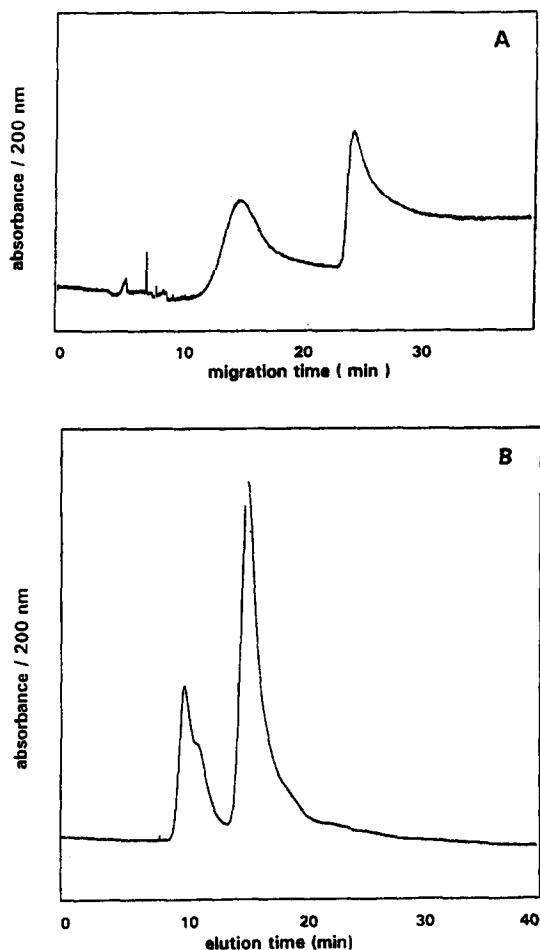 A
absorbance / 200 nm
0 10 20 30
migration time ( min )
B
absorbance / 200 nm
0 10 20 30 40
elution time (min)